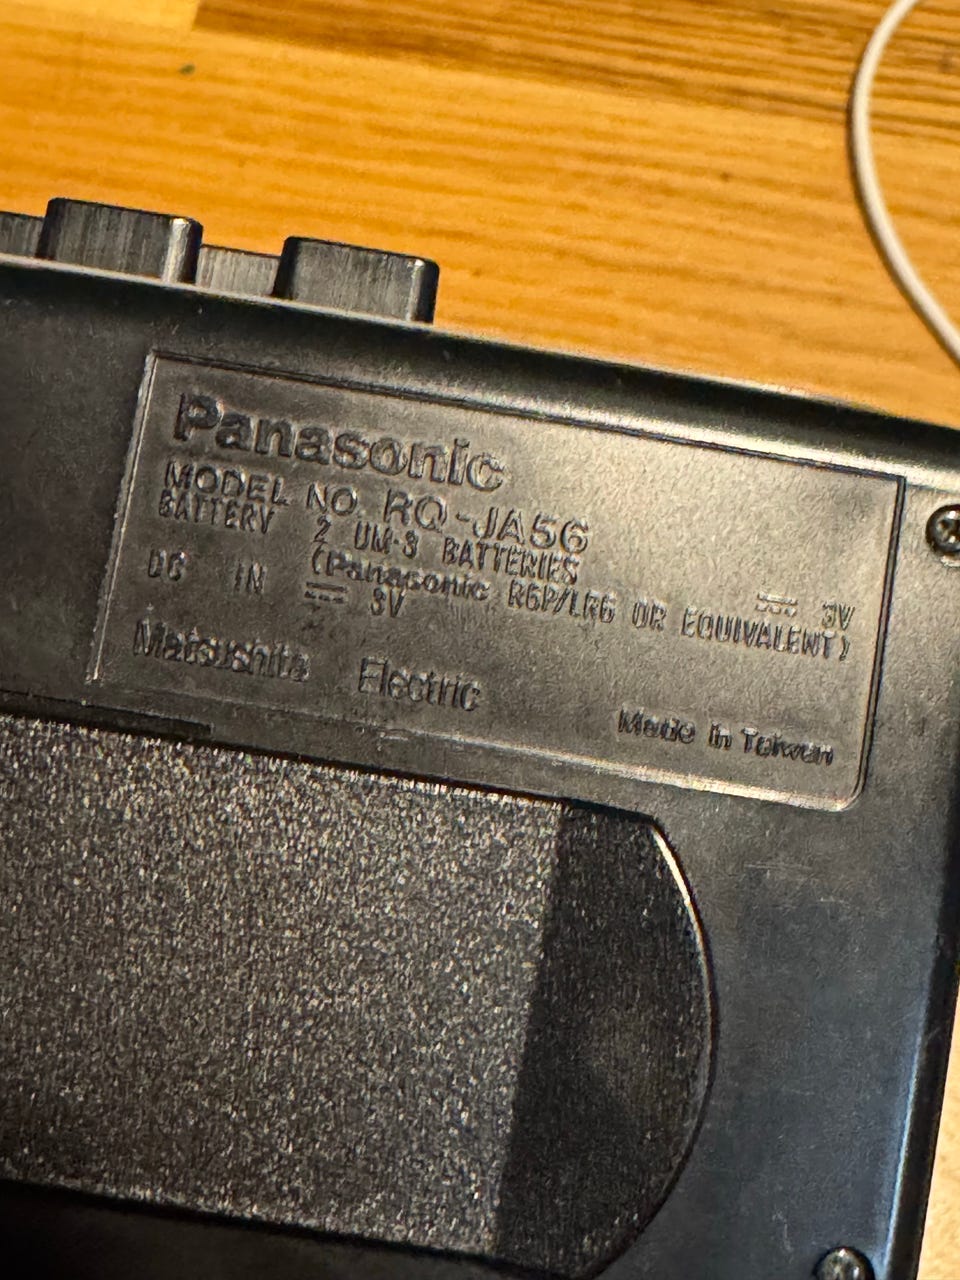 Panasonic
MODEL NO. RQ-JA56
BATTERY 2 UM-3 BATTERIES ⎓ 3V
(Panasonic R6P/LR6 OR EQUIVALENT)
DC IN ⎓ 3V
Matsushita Electric
Made in Taiwan